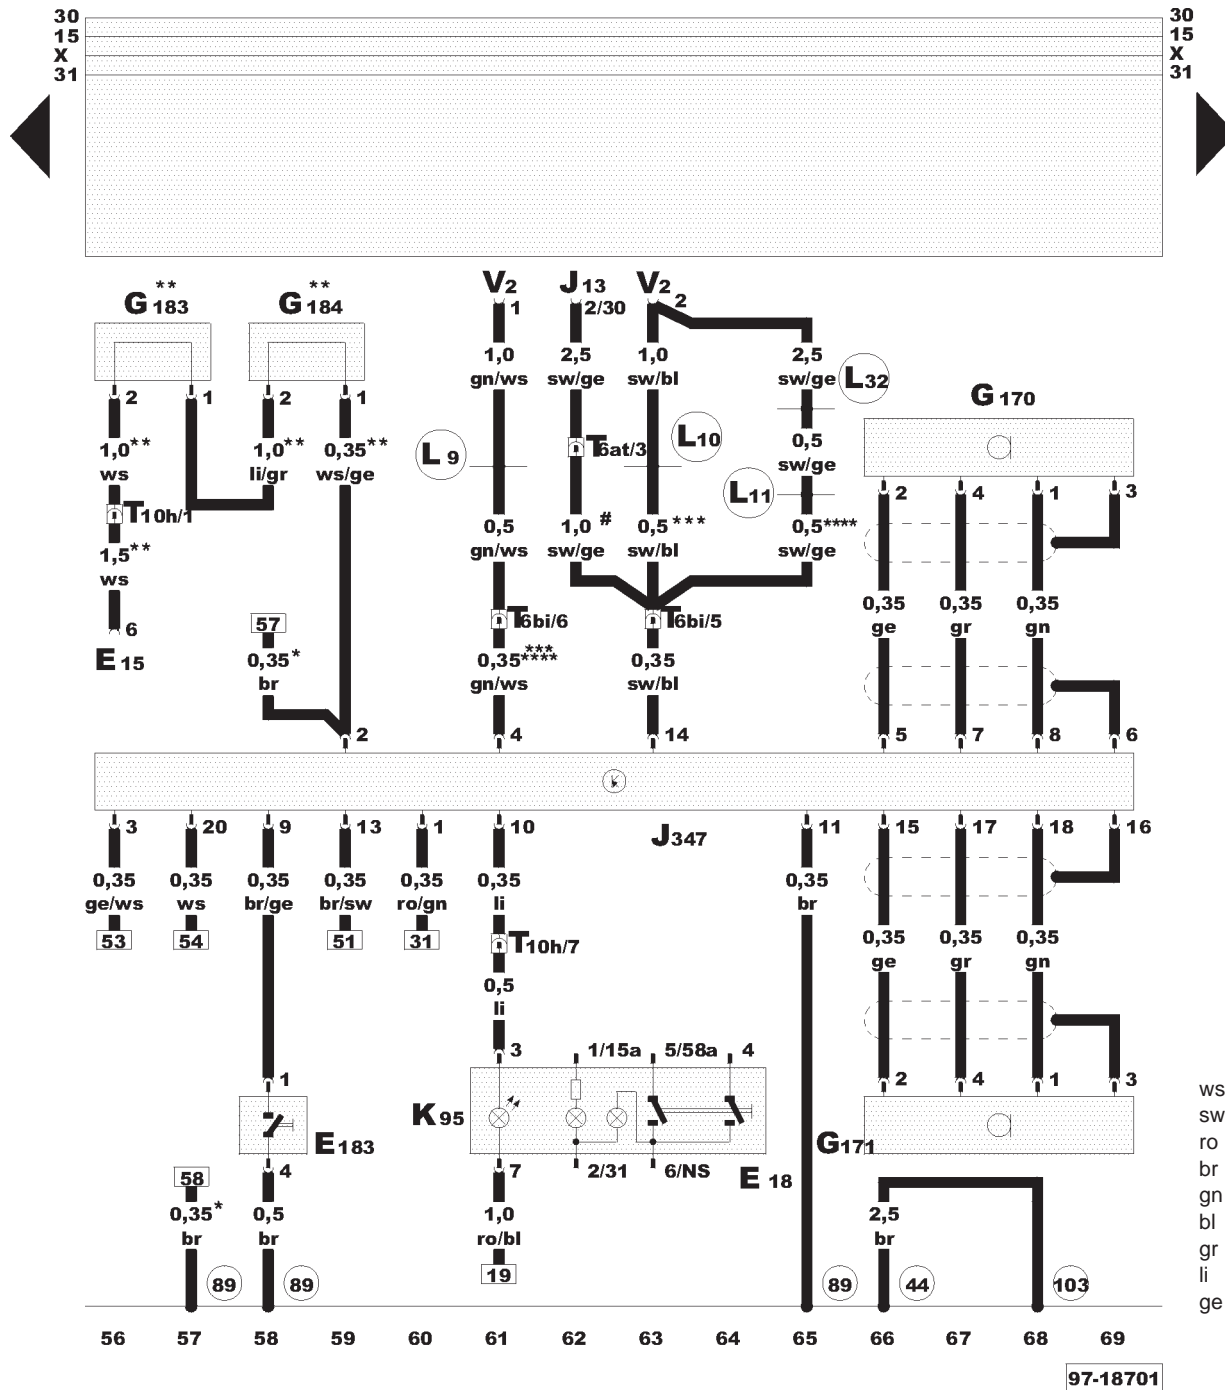 30 30
15 15
X X
31 31
** **
G 183 G 184 V2 J 13 V2
1 2/30 2
1,0 2,5 1,0 2,5
gn/ws sw/ge sw/bl sw/ge L32
2 1 2 1 G 170
1,0** 1,0** 0,35** L 9 T6at/3 L10 0,5
ws li/gr ws/ge sw/ge
L11 2 4 1 3
T10h/1 0,5 1,0 # 0,5 *** 0,5****
1,5** gn/ws sw/ge sw/bl sw/ge
ws
6 57 T6bi/6 T6bi/5 0,35 0,35 0,35
E 15 ge gr gn
0,35* 0,35 *** **** 0,35
br gn/ws sw/bl
2 4 14 5 7 8 6
3 20 9 13 1 10 J347 11 15 17 18 16
0,35 0,35 0,35 0,35 0,35 0,35 0,35
ge/ws ws br/ge br/sw ro/gn li br
53 54 51 31 T10h/7 0,35 0,35 0,35
ge gr gn
0,5
li
1 3 1/15a 5/58a 4 2 4 1 3
K 95
E 183 G171
4 7 2/31 6/NS E 18
58
0,35* 0,5 1,0 2,5
br br ro/bl br
89 89 19 89 44 103
56 57 58 59 60 61 62 63 64 65 66 67 68 69
97-18701
ws
sw
ro
br
gn
bl
gr
li
ge